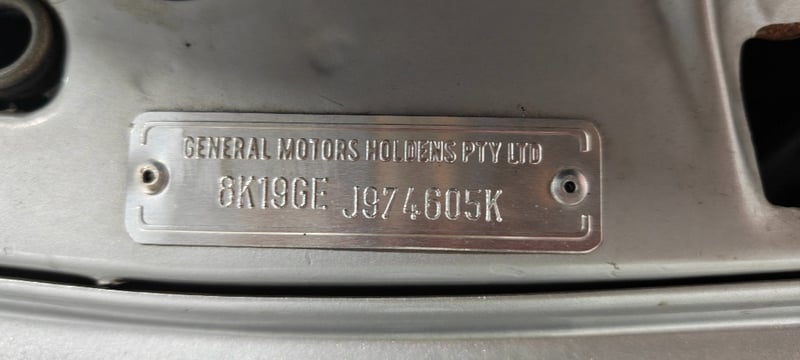 GENERAL MOTORS HOLDENS PTY LTD
8K19GE J974605K